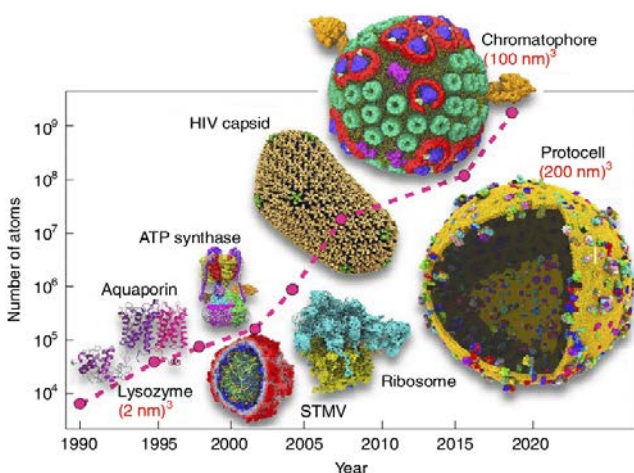 Chromatophore
(100 nm)³
HIV capsid
Protocell
(200 nm)³
ATP synthase
Aquaporin
Lysozyme
(2 nm)³
STMV
Ribosome
Number of atoms
10⁹
10⁸
10⁷
10⁶
10⁵
10⁴
1990
1995
2000
2005
2010
2015
2020
Year